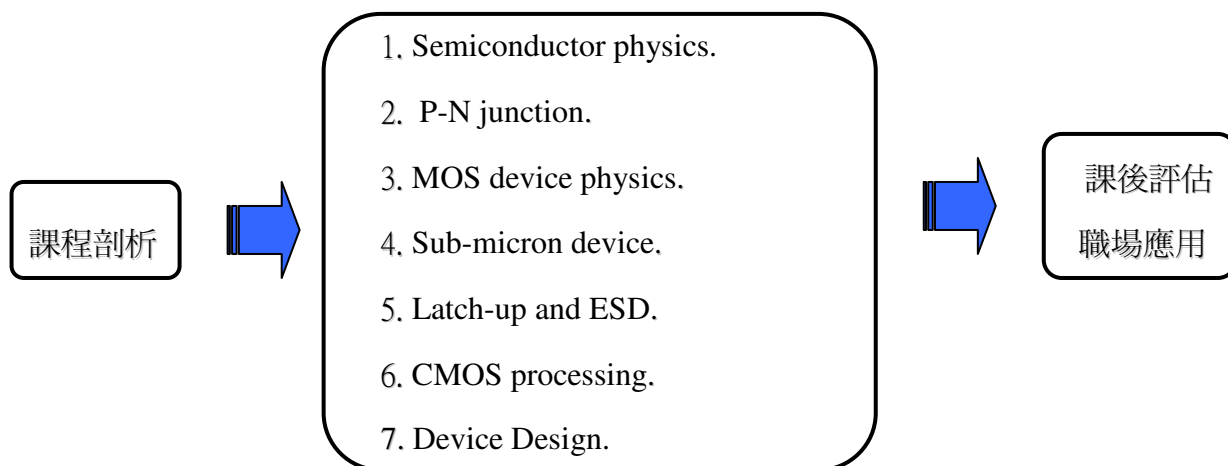 課程剖析
1. Semiconductor physics.
2. P-N junction.
3. MOS device physics.
4. Sub-micron device.
5. Latch-up and ESD.
6. CMOS processing.
7. Device Design.
課後評估
職場應用